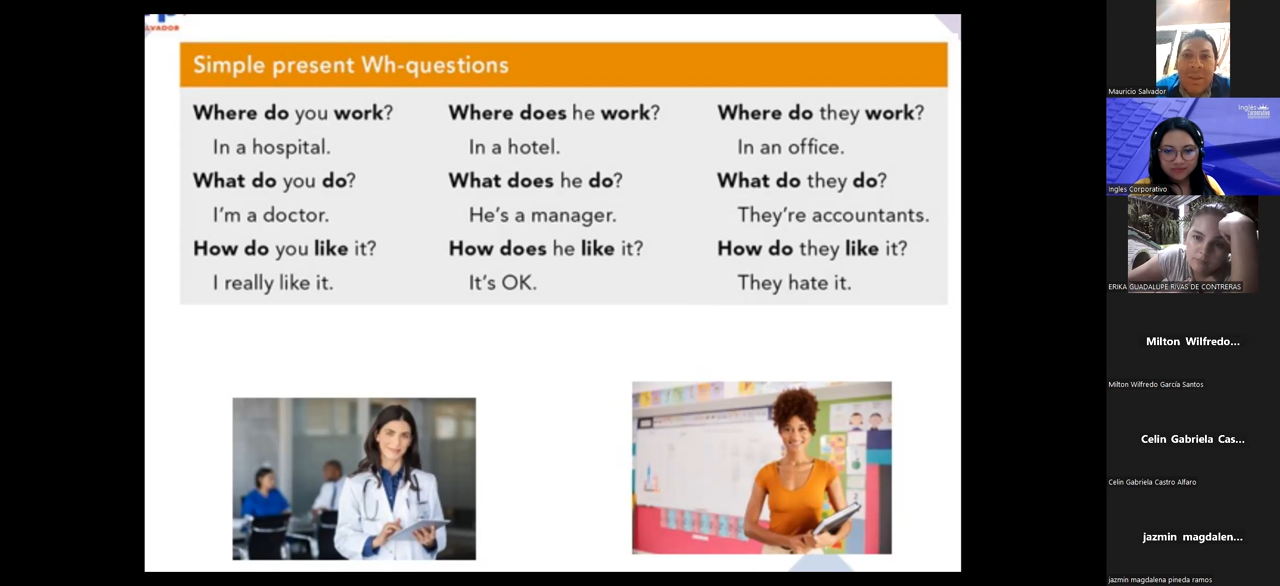 LVADOR
Simple present Wh-questions
Where do you work?
In a hospital.
What do you do?
I'm a doctor.
How do you like it?
I really like it.
Where does he work?
In a hotel.
What does he do?
He's a manager.
How does he like it?
It's OK.
Where do they work?
In an office.
What do they do?
They're accountants.
How do they like it?
They hate it.
Mauricio Salvador
Inglés
Corporativo
Ingles Corporativo
ERIKA GUADALUPE RIVAS DE CONTRERAS
Milton Wilfredo...
Milton Wilfredo García Santos
Celin Gabriela Cas...
Celin Gabriela Castro Alfaro
jazmin magdalen...
jazmin magdalena pineda ramos